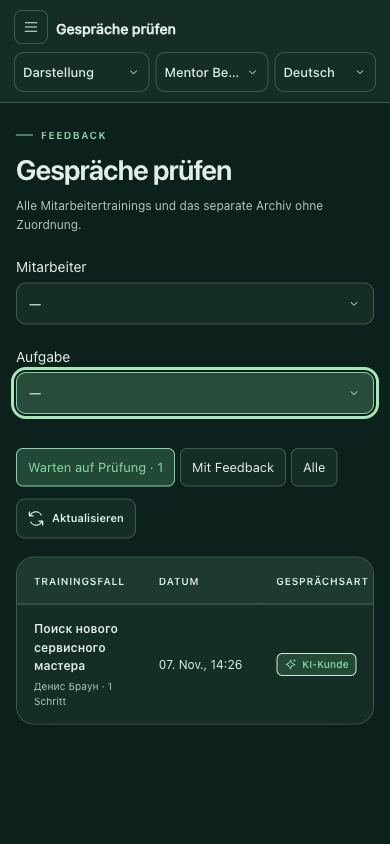 Gespräche prüfen
Darstellung
Mentor Be...
Deutsch
FEEDBACK
Gespräche prüfen
Alle Mitarbeitertrainings und das separate Archiv ohne
Zuordnung.
Mitarbeiter
—
Aufgabe
—
Warten auf Prüfung · 1
Mit Feedback
Alle
Aktualisieren
TRAININGSFALL
DATUM
GESPRÄCHSART
Поиск нового
сервисного
мастера
Денис Браун · 1
Schritt
07. Nov., 14:26
KI-Kunde